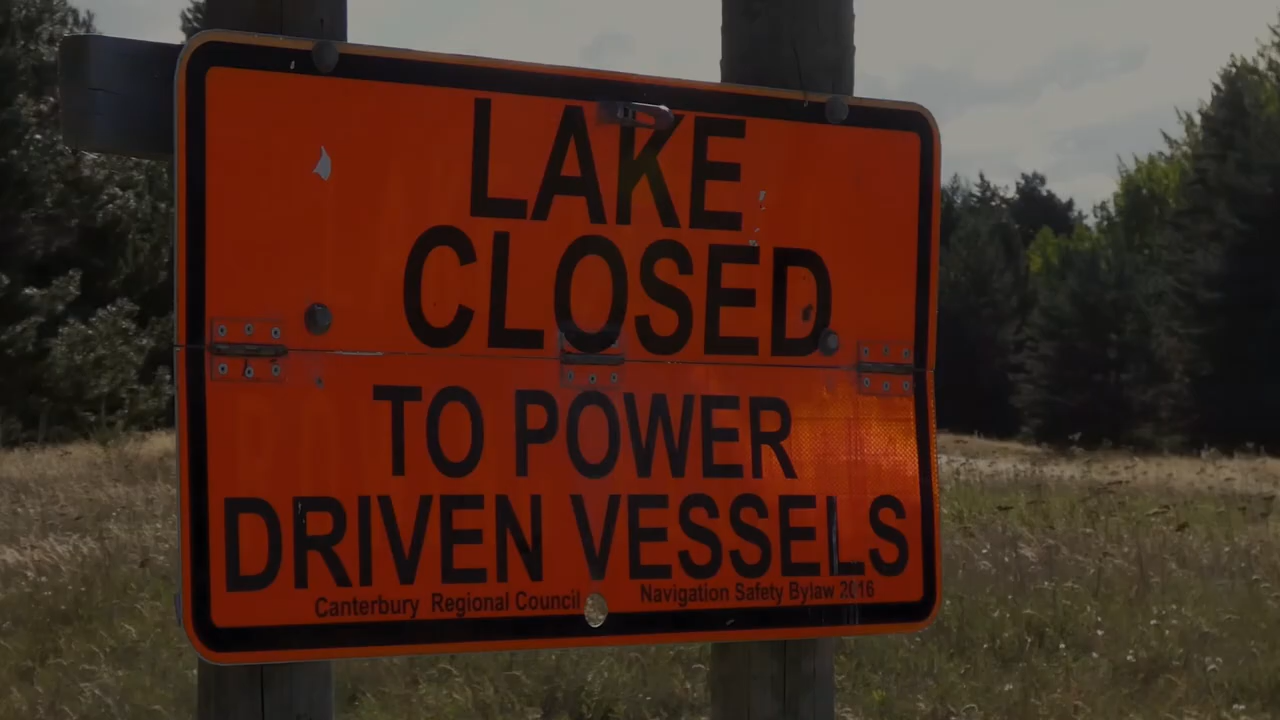 LAKE
CLOSED
TO POWER
DRIVEN VESSELS
Canterbury Regional Council Navigation Safety Bylaw 2016